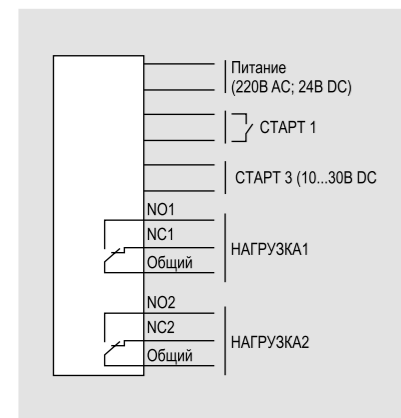 Питание
(220В AC; 24В DC)
СТАРТ 1
СТАРТ 3 (10...30В DC
NO1
NC1
НАГРУЗКА1
Общий
NO2
NC2
НАГРУЗКА2
Общий